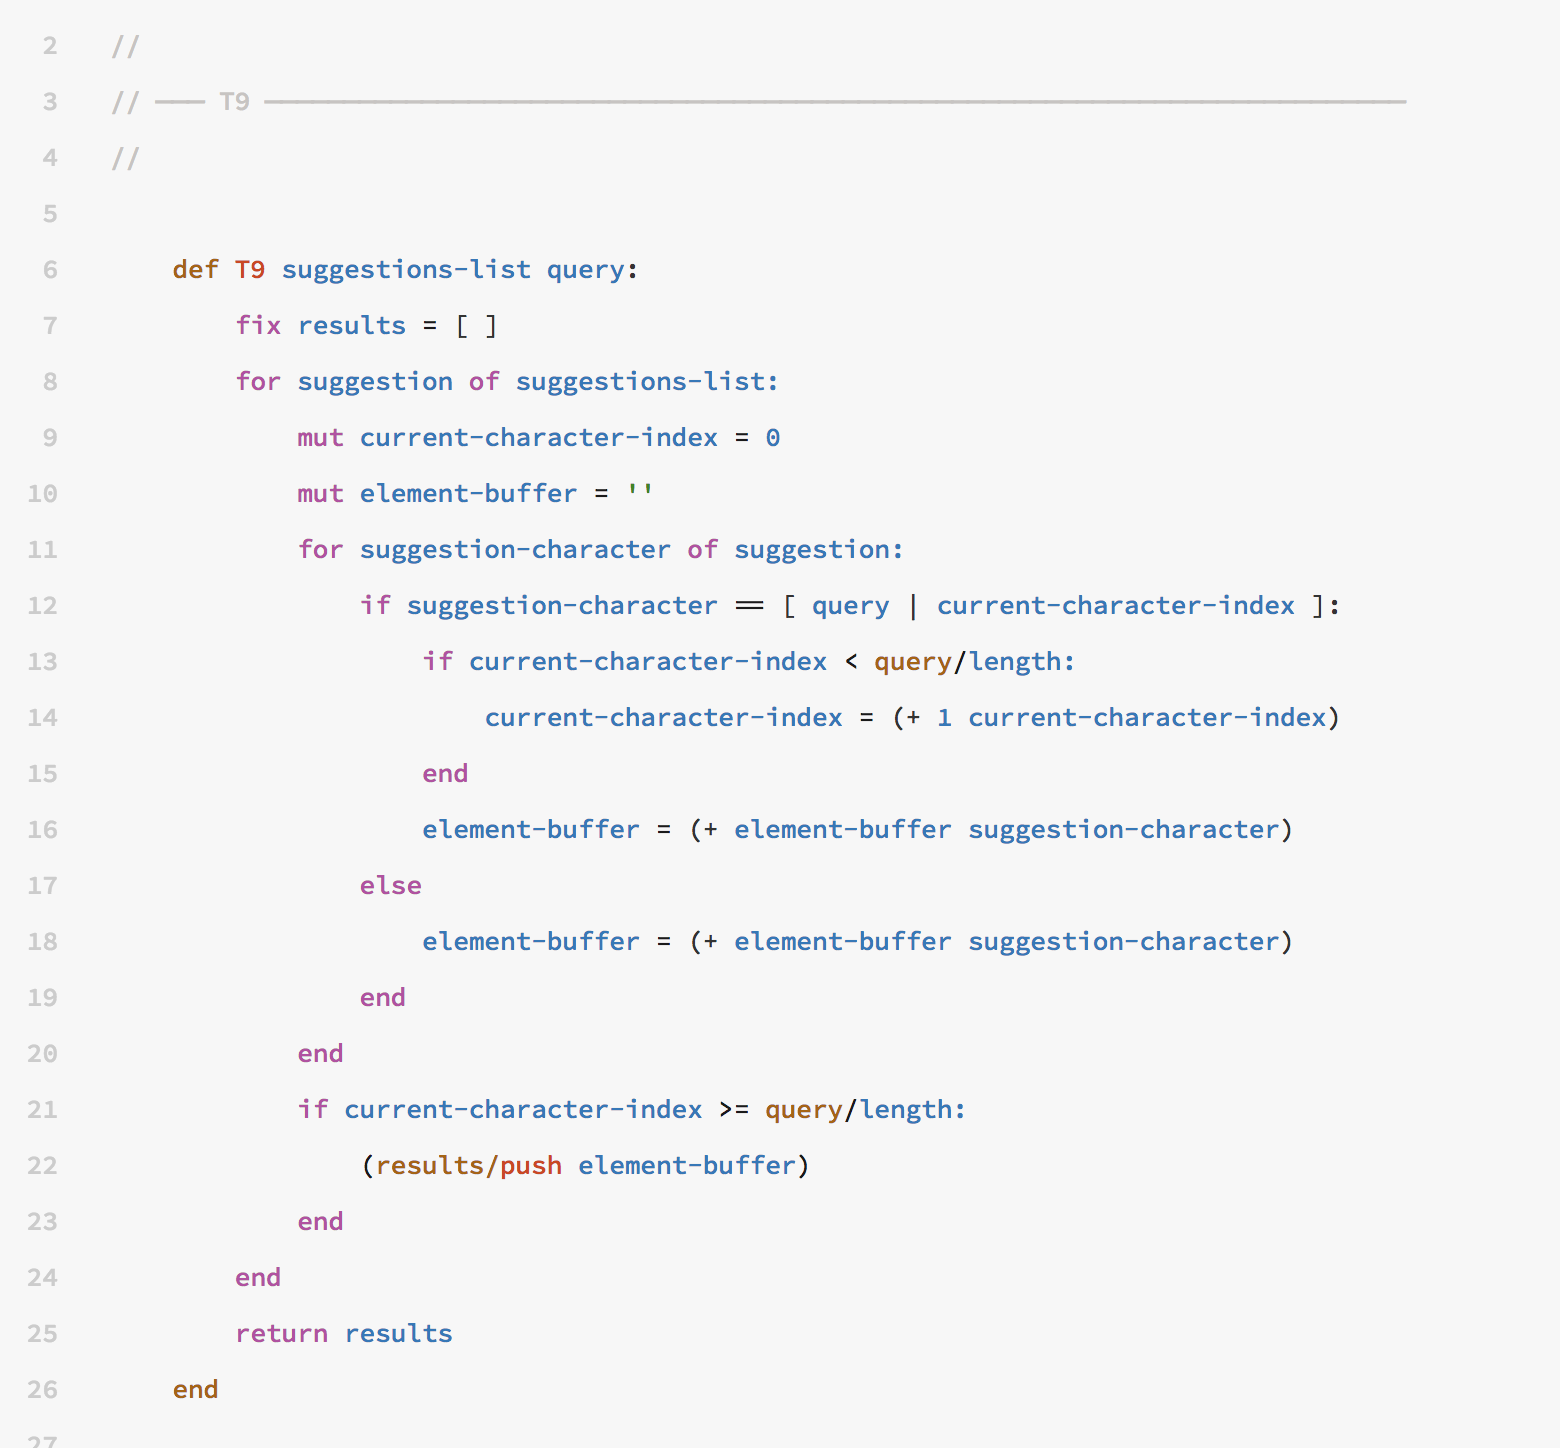 2 //
3 // ─── T9 ─────────────────────────────────────────────────────────────────────────
4 //
5
6 def T9 suggestions-list query:
7 fix results = [ ]
8 for suggestion of suggestions-list:
9 mut current-character-index = 0
10 mut element-buffer = ''
11 for suggestion-character of suggestion:
12 if suggestion-character == [ query | current-character-index ]:
13 if current-character-index < query/length:
14 current-character-index = (+ 1 current-character-index)
15 end
16 element-buffer = (+ element-buffer suggestion-character)
17 else
18 element-buffer = (+ element-buffer suggestion-character)
19 end
20 end
21 if current-character-index >= query/length:
22 (results/push element-buffer)
23 end
24 end
25 return results
26 end
27